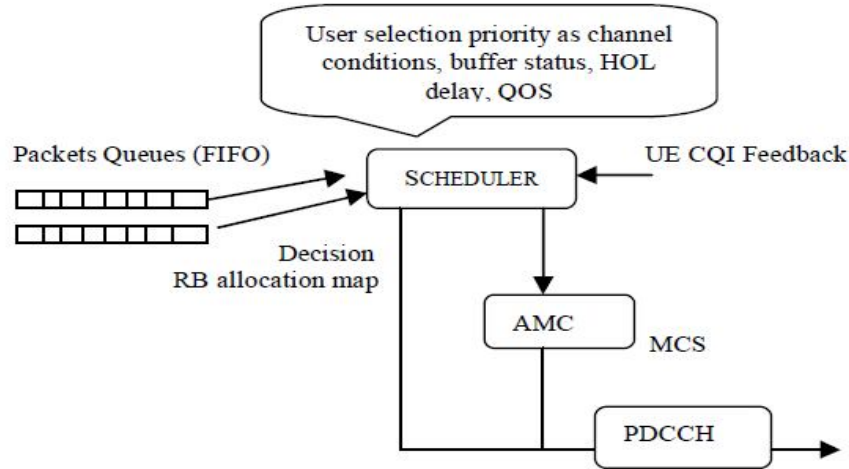 User selection priority as channel
conditions, buffer status, HOL
delay, QOS
Packets Queues (FIFO)
SCHEDULER
UE CQI Feedback
Decision
RB allocation map
AMC
MCS
PDCCH